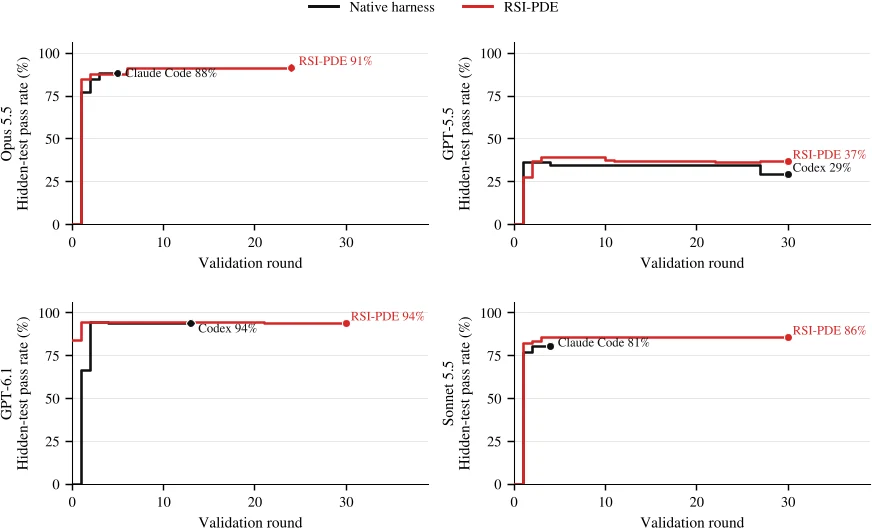 Native harness RSI-PDE
Opus 5.5
Hidden-test pass rate (%)
100
75
50
25
0
Claude Code 88%
RSI-PDE 91%
0 10 20 30
Validation round
GPT-5.5
Hidden-test pass rate (%)
100
75
50
25
0
RSI-PDE 37%
Codex 29%
0 10 20 30
Validation round
GPT-6.1
Hidden-test pass rate (%)
100
75
50
25
0
Codex 94%
RSI-PDE 94%
0 10 20 30
Validation round
Sonnet 5.5
Hidden-test pass rate (%)
100
75
50
25
0
Claude Code 81%
RSI-PDE 86%
0 10 20 30
Validation round